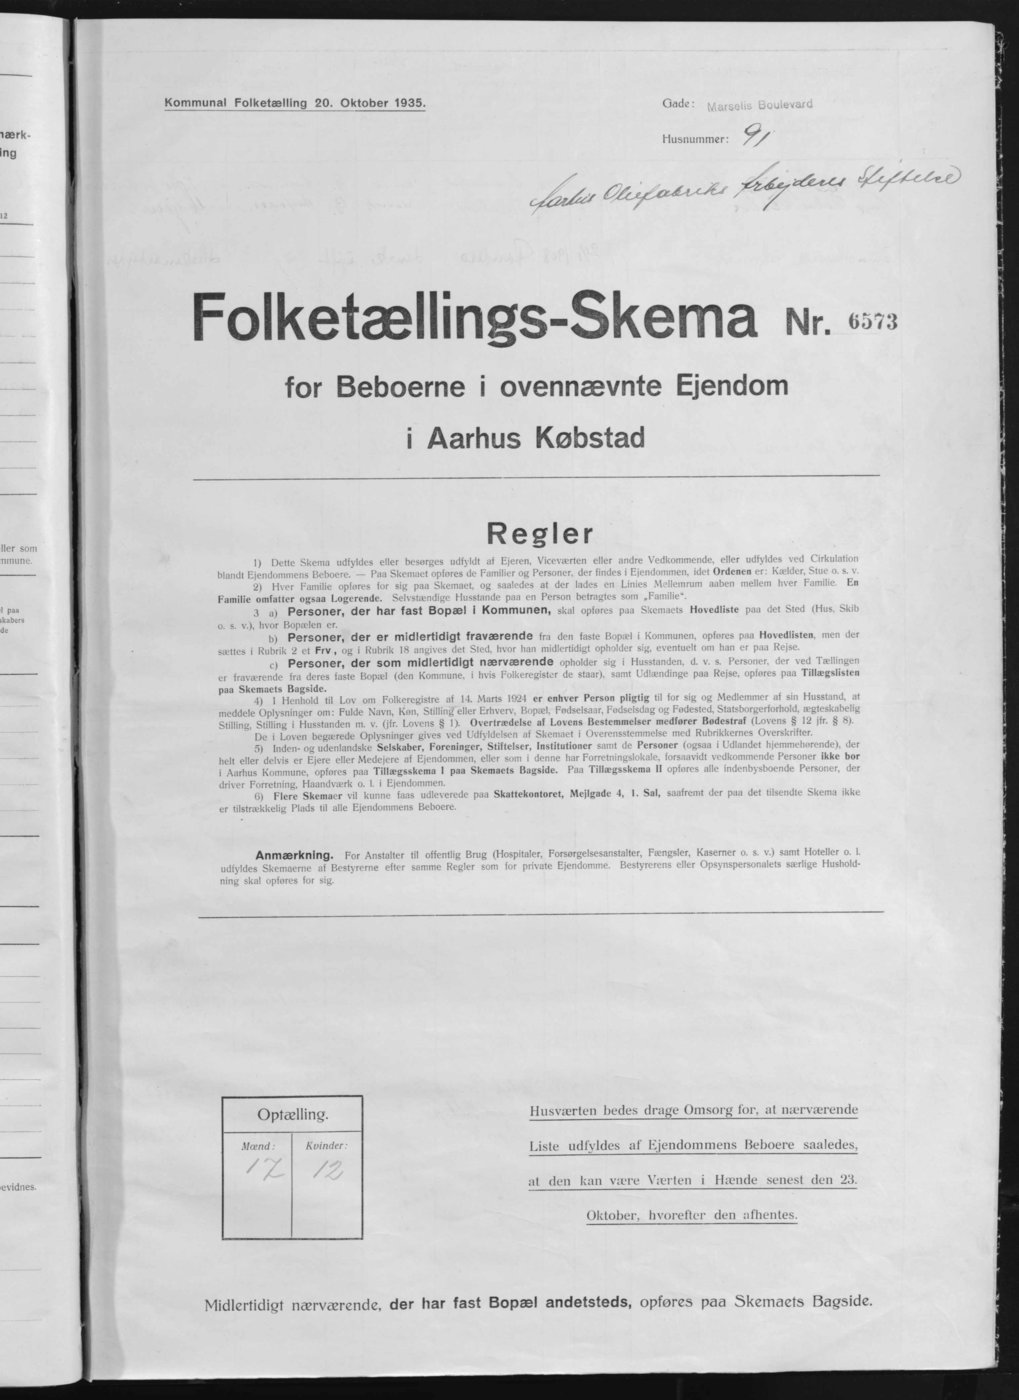 Kommunal Folketælling 20. Oktober 1935.
Gade: Marselis Boulevard
Husnummer: 91
Aarhus Oliefabriks Arbejderes Stiftelse
Folketællings-Skema Nr. 6573
for Beboerne i ovennævnte Ejendom
i Aarhus Købstad
Regler
1) Dette Skema udfyldes eller besørges udfyldt af Ejeren, Viceværten eller andre Vedkommende, eller udfyldes ved Cirkulation
blandt Ejendommens Beboere. — Paa Skemaet opføres de Familier og Personer, der findes i Ejendommen, idet Ordenen er: Kælder, Stue o. s. v.
2) Hver Familie opføres for sig paa Skemaet, og saaledes at der lades en Linies Mellemrum aaben mellem hver Familie. En
Familie omfatter ogsaa Logerende. Selvstændige Husstande paa en Person betragtes som „Familie“.
3 a) Personer, der har fast Bopæl i Kommunen, skal opføres paa Skemaets Hovedliste paa det Sted (Hus, Skib
o. s. v.), hvor Bopælen er.
b) Personer, der er midlertidigt fraværende fra den faste Bopæl i Kommunen, opføres paa Hovedlisten, men der
sættes i Rubrik 2 et Frv., og i Rubrik 18 angives det Sted, hvor han midlertidigt opholder sig, eventuelt om han er paa Rejse.
c) Personer, der som midlertidigt nærværende opholder sig i Husstanden, d. v. s. Personer, der ved Tællingen
er fraværende fra deres faste Bopæl (den Kommune, i hvis Folkeregister de staar), samt Udlændinge paa Rejse, opføres paa Tillægslisten
paa Skemaets Bagside.
4) I Henhold til Lov om Folkeregistre af 14. Marts 1924 er enhver Person pligtig til for sig og Medlemmer af sin Husstand, at
meddele Oplysninger om: Fulde Navn, Køn, Stilling eller Erhverv, Bopæl, Fødselsaar, Fødselsdag og Fødested, Statsborgerforhold, ægteskabelig
Stilling, Stilling i Husstanden m. v. (jfr. Lovens § 1). Overtrædelse af Lovens Bestemmelser medfører Bødestraf (Lovens § 12 jfr. § 8).
De i Loven begærede Oplysninger gives ved Udfyldelsen af Skemaet i Overensstemmelse med Rubrikkernes Overskrifter.
5) Inden- og udenlandske Selskaber, Foreninger, Stiftelser, Institutioner samt de Personer (ogsaa i Udlandet hjemmehørende), der
helt eller delvis er Ejere eller Medejere af Ejendommen, eller som i denne har Forretningslokale, forsaavidt vedkommende Personer ikke bor
i Aarhus Kommune, opføres paa Tillægsskema I paa Skemaets Bagside. Paa Tillægsskema II opføres alle indenbysboende Personer, der
driver Forretning, Haandværk o. l. i Ejendommen.
6) Flere Skemaer vil kunne faas udleverede paa Skattekontoret, Mejlgade 4, 1. Sal, saafremt der paa det tilsendte Skema ikke
er tilstrækkelig Plads til alle Ejendommens Beboere.
Anmærkning. For Anstalter til offentlig Brug (Hospitaler, Forsørgelsesanstalter, Fængsler, Kaserner o. s. v.) samt Hoteller o. l.
udfyldes Skemaerne af Bestyrerne efter samme Regler som for private Ejendomme. Bestyrerens eller Opsynspersonalets særlige Hushold-
ning skal opføres for sig.
Optælling.
Mænd: Kvinder:
17 12
Husværten bedes drage Omsorg for, at nærværende
Liste udfyldes af Ejendommens Beboere saaledes,
at den kan være Værten i Hænde senest den 23.
Oktober, hvorefter den afhentes.
Midlertidigt nærværende, der har fast Bopæl andetsteds, opføres paa Skemaets Bagside.